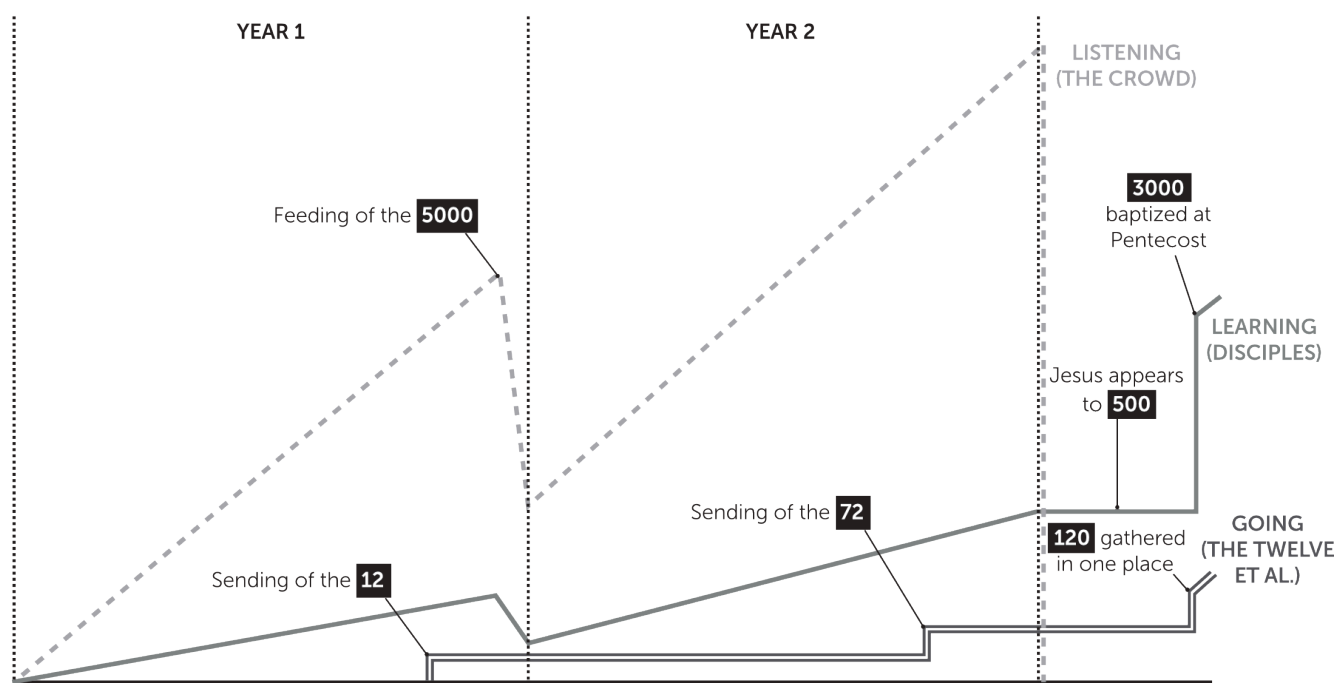 YEAR 1
YEAR 2
LISTENING
(THE CROWD)
3000
baptized at
Pentecost
Feeding of the 5000
LEARNING
(DISCIPLES)
Jesus appears
to 500
Sending of the 72
120 gathered
in one place
GOING
(THE TWELVE
ET AL.)
Sending of the 12